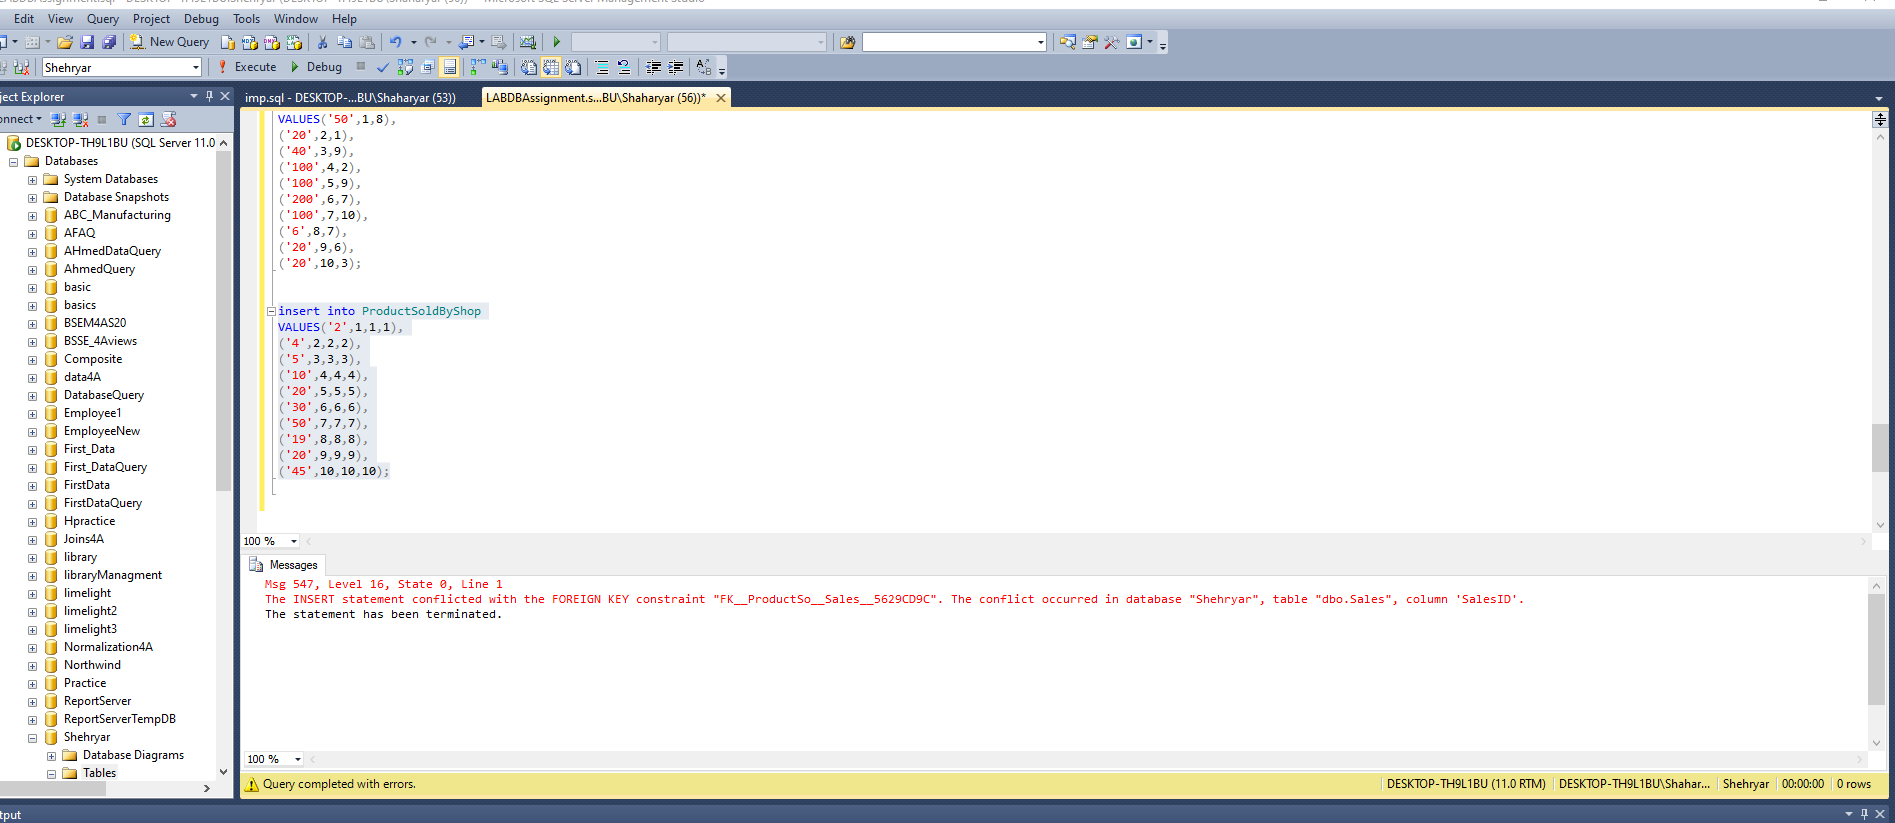 Edit View Query Project Debug Tools Window Help
New Query
Shehryar Execute Debug
ject Explorer
imp.sql - DESKTOP-...BU\Shaharyar (53))
LABDBAssignment.s...BU\Shaharyar (56))*
onnect
DESKTOP-TH9L1BU (SQL Server 11.0
Databases
System Databases
Database Snapshots
ABC_Manufacturing
AFAQ
AHmedDataQuery
AhmedQuery
basic
basics
BSEM4AS20
BSSE_4Aviews
Composite
data4A
DatabaseQuery
Employee1
EmployeeNew
First_Data
First_DataQuery
FirstData
FirstDataQuery
Hpractice
Joins4A
library
libraryManagment
limelight
limelight2
limelight3
Normalization4A
Northwind
Practice
ReportServer
ReportServerTempDB
Shehryar
Database Diagrams
Tables
VALUES('50',1,8),
('20',2,1),
('40',3,9),
('100',4,2),
('100',5,9),
('200',6,7),
('100',7,10),
('6',8,7),
('20',9,6),
('20',10,3);
insert into ProductSoldByShop
VALUES('2',1,1,1),
('4',2,2,2),
('5',3,3,3),
('10',4,4,4),
('20',5,5,5),
('30',6,6,6),
('50',7,7,7),
('19',8,8,8),
('20',9,9,9),
('45',10,10,10);
100 %
Messages
Msg 547, Level 16, State 0, Line 1
The INSERT statement conflicted with the FOREIGN KEY constraint "FK__ProductSo__Sales__5629CD9C". The conflict occurred in database "Shehryar", table "dbo.Sales", column 'SalesID'.
The statement has been terminated.
100 %
Query completed with errors.
DESKTOP-TH9L1BU (11.0 RTM) DESKTOP-TH9L1BU\Shahar... Shehryar 00:00:00 0 rows
tput